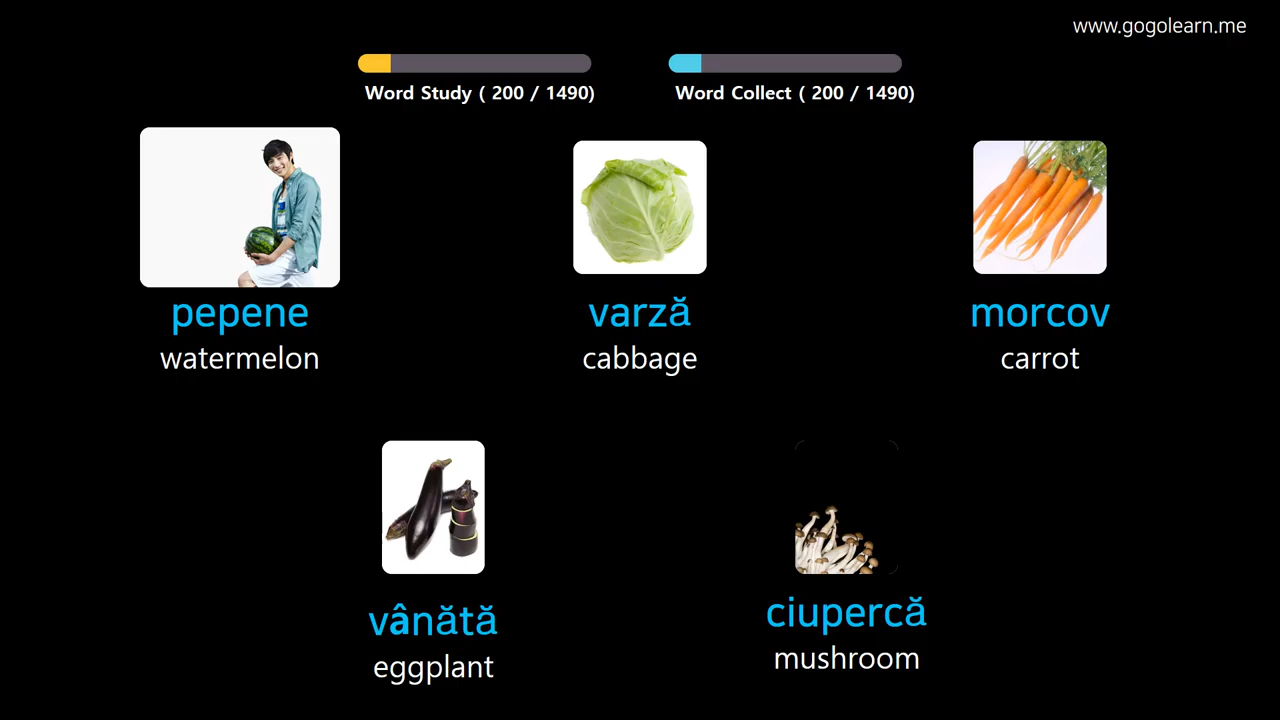 www.gogolearn.me
Word Study ( 200 / 1490)
Word Collect ( 200 / 1490)
pepene
watermelon
varză
cabbage
morcov
carrot
vânătă
eggplant
ciupercă
mushroom